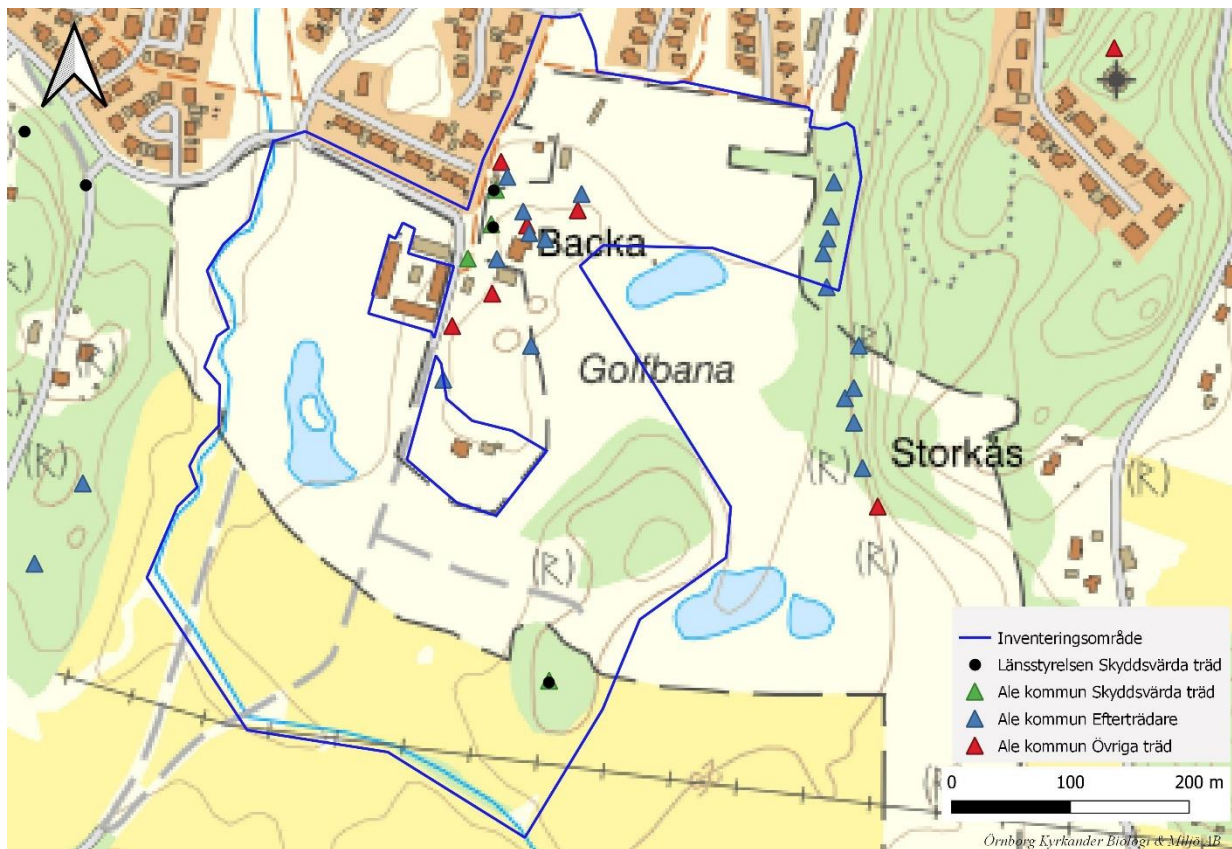 Backa
Golfbana
(R)
(R)
(R)
Storkås
(R)
(R)
(R)
(R)
(R)
Inventeringsområde
Länsstyrelsen Skyddsvärda träd
Ale kommun Skyddsvärda träd
Ale kommun Efterträdare
Ale kommun Övriga träd
0 100 200 m
Örnborg Kyrkander Biologi & Miljö AB